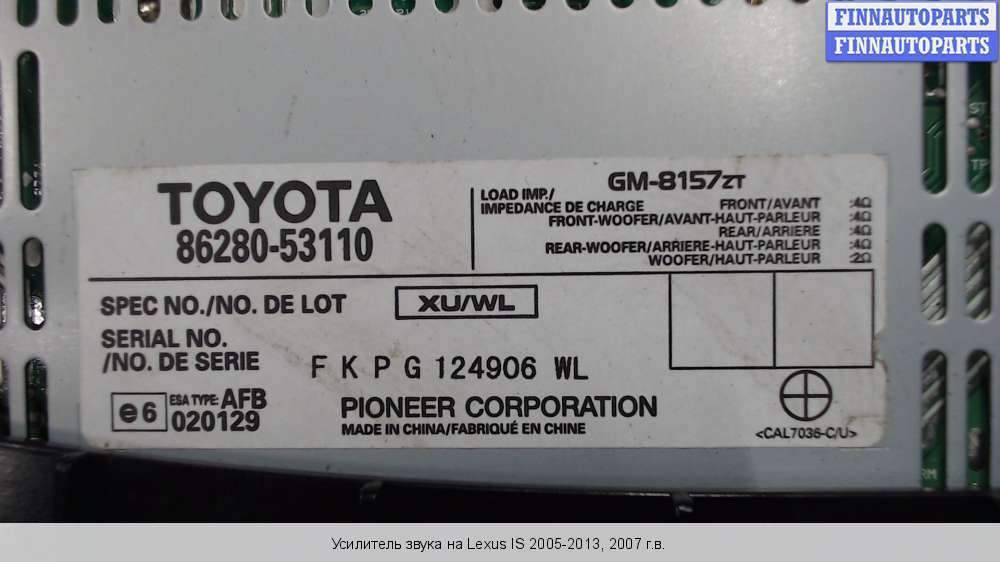 FINNAUTOPARTS
FINNAUTOPARTS
TOYOTA
86280-53110
GM-8157ZT
LOAD IMP./
IMPEDANCE DE CHARGE
FRONT/AVANT :4Ω
FRONT-WOOFER/AVANT-HAUT-PARLEUR :4Ω
REAR/ARRIERE :4Ω
REAR-WOOFER/ARRIERE-HAUT-PARLEUR :4Ω
WOOFER/HAUT-PARLEUR :2Ω
SPEC NO./NO. DE LOT XU/WL
SERIAL NO.
/NO. DE SERIE F K P G 124906 WL
e6 ESA TYPE: AFB
020129
PIONEER CORPORATION
MADE IN CHINA/FABRIQUÉ EN CHINE
<CAL7036-C/U>
ST
TP
RM
Усилитель звука на Lexus IS 2005-2013, 2007 г.в.